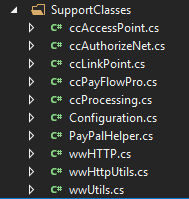 SupportClasses
C# ccAccessPoint.cs
C# ccAuthorizeNet.cs
C# ccLinkPoint.cs
C# ccPayFlowPro.cs
C# ccProcessing.cs
C# Configuration.cs
C# PayPalHelper.cs
C# wwHTTP.cs
C# wwHttpUtils.cs
C# wwUtils.cs